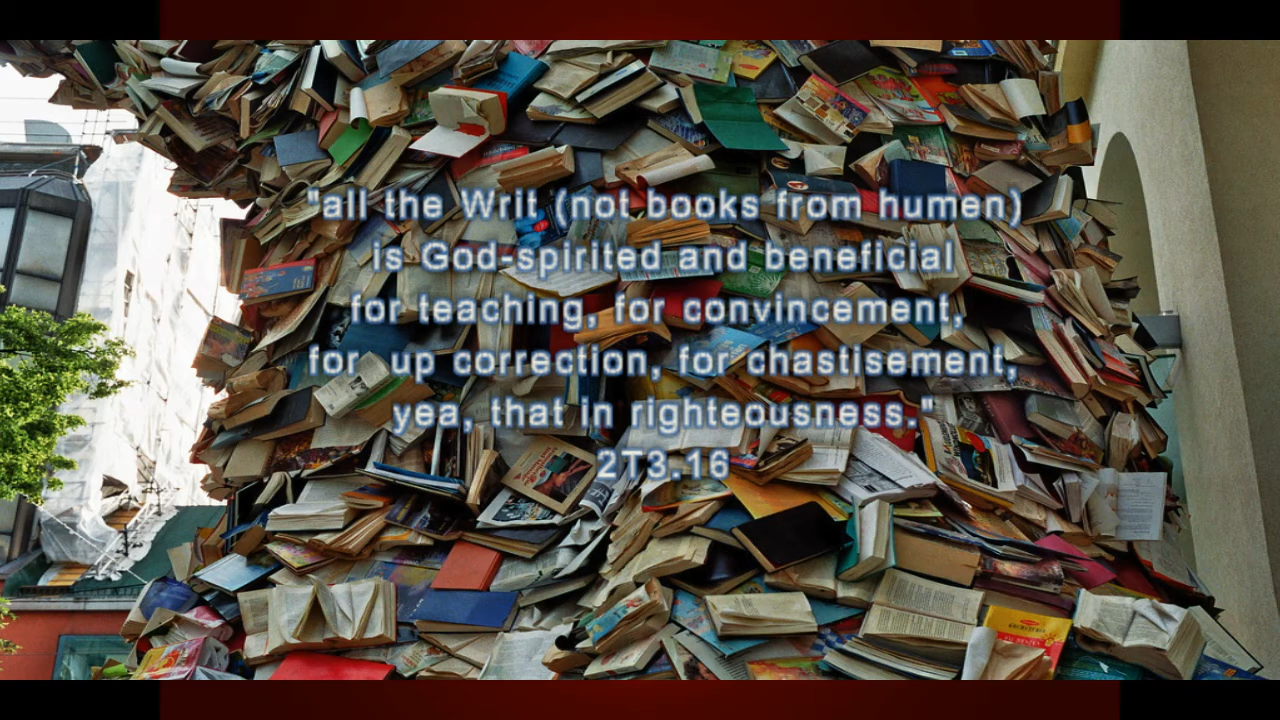 "all the Writ (not books from humen)
is God-spirited and beneficial
for teaching, for convincement,
for up correction, for chastisement,
yea, that in righteousness."
2T3.16